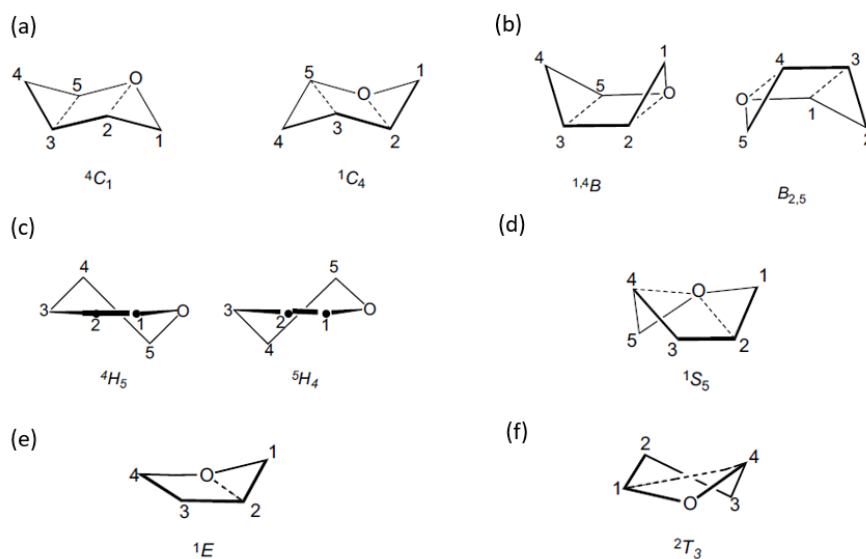 (a)
4 5 O 2 3 1
⁴C₁
5 O 1 3 4 2
¹C₄
(b)
4 1 5 O 3 2
¹,⁴B
4 3 O 1 5 2
B₂,₅
(c)
4 3 2 1 O 5
⁴H₅
5 3 2 1 O 4
⁵H₄
(d)
4 O 1 5 3 2
¹S₅
(e)
1 4 O 3 2
¹E
(f)
2 4 1 O 3
²T₃